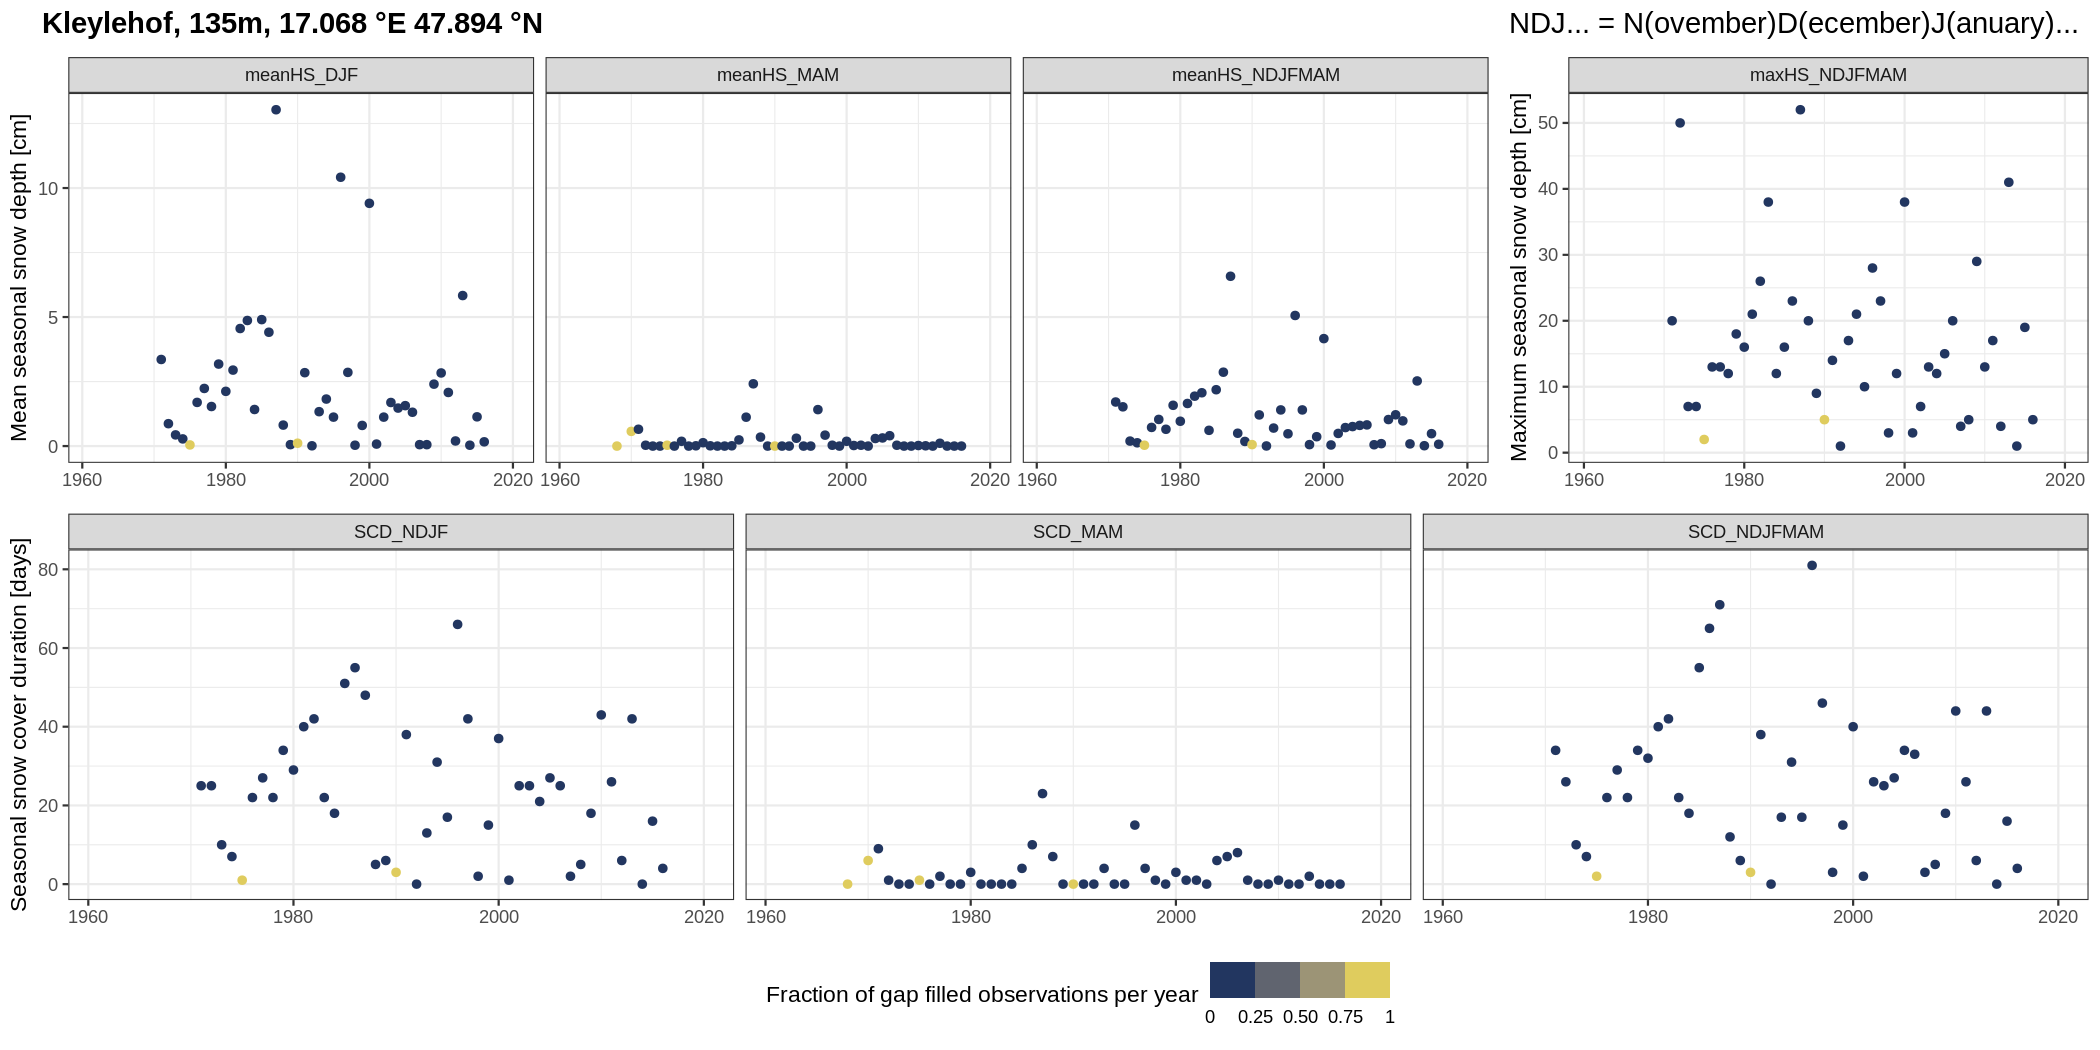 Kleylehof, 135m, 17.068 °E 47.894 °N
NDJ... = N(ovember)D(ecember)J(anuary)...
meanHS_DJF
meanHS_MAM
meanHS_NDJFMAM
maxHS_NDJFMAM
Mean seasonal snow depth [cm]
10
5
0
1960 1980 2000 2020
1960 1980 2000 2020
1960 1980 2000 2020
Maximum seasonal snow depth [cm]
50
40
30
20
10
0
1960 1980 2000 2020
SCD_NDJF
SCD_MAM
SCD_NDJFMAM
Seasonal snow cover duration [days]
80
60
40
20
0
1960 1980 2000 2020
1960 1980 2000 2020
1960 1980 2000 2020
Fraction of gap filled observations per year
0 0.25 0.50 0.75 1